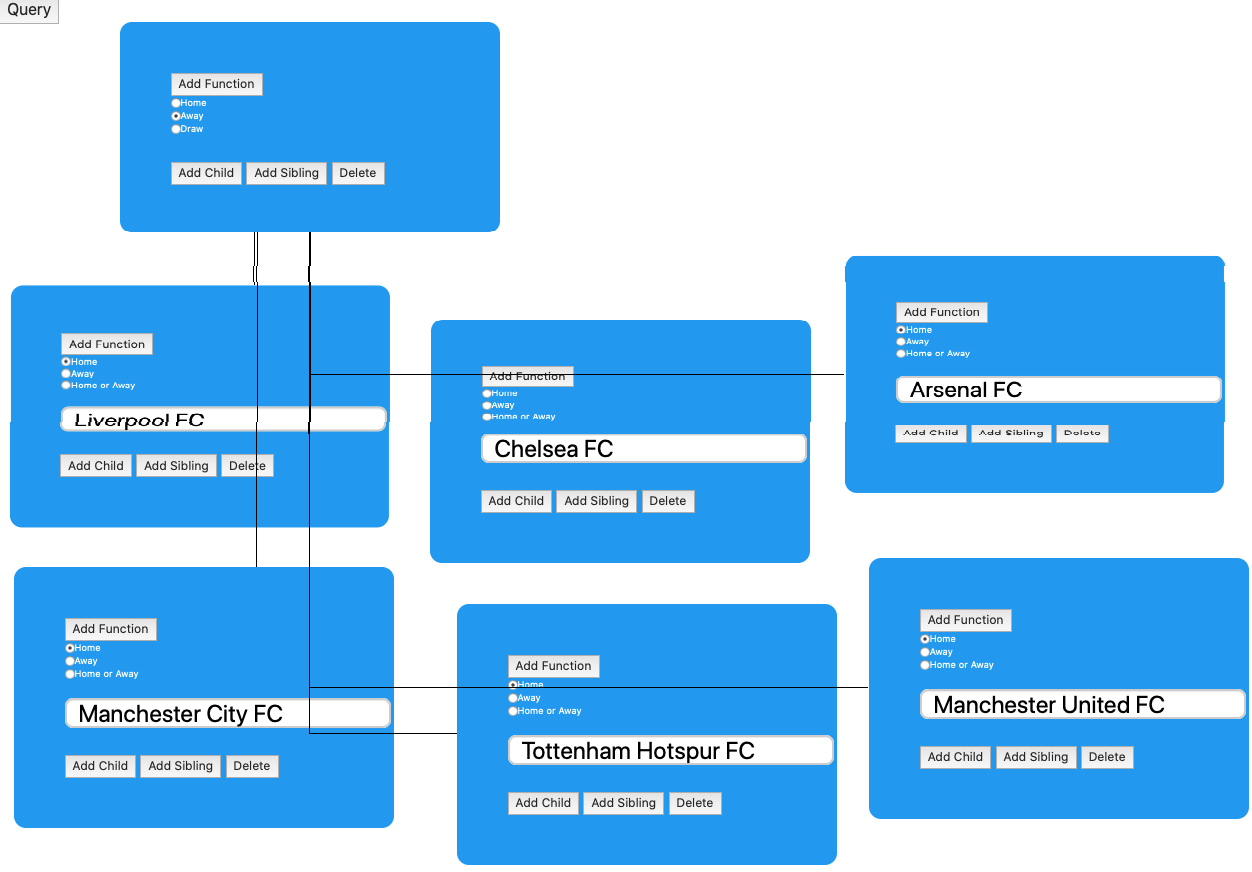 Query
Add Function
Home
Away
Draw
Add Child Add Sibling Delete
Add Function
Home
Away
Home or Away
Liverpool FC
Add Child Add Sibling Delete
Add Function
Home
Away
Home or Away
Chelsea FC
Add Child Add Sibling Delete
Add Function
Home
Away
Home or Away
Arsenal FC
Add Child Add Sibling Delete
Add Function
Home
Away
Home or Away
Manchester City FC
Add Child Add Sibling Delete
Add Function
Home
Away
Home or Away
Tottenham Hotspur FC
Add Child Add Sibling Delete
Add Function
Home
Away
Home or Away
Manchester United FC
Add Child Add Sibling Delete